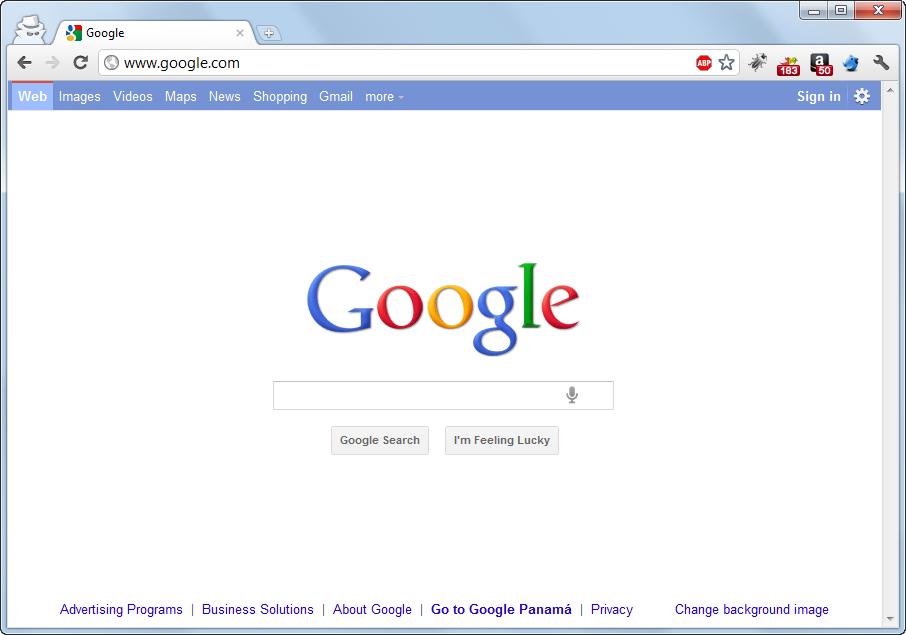 Google
www.google.com
ABP
183
a
50
Web Images Videos Maps News Shopping Gmail more
Sign in
Google
Google Search
I'm Feeling Lucky
Advertising Programs | Business Solutions | About Google | Go to Google Panamá | Privacy
Change background image